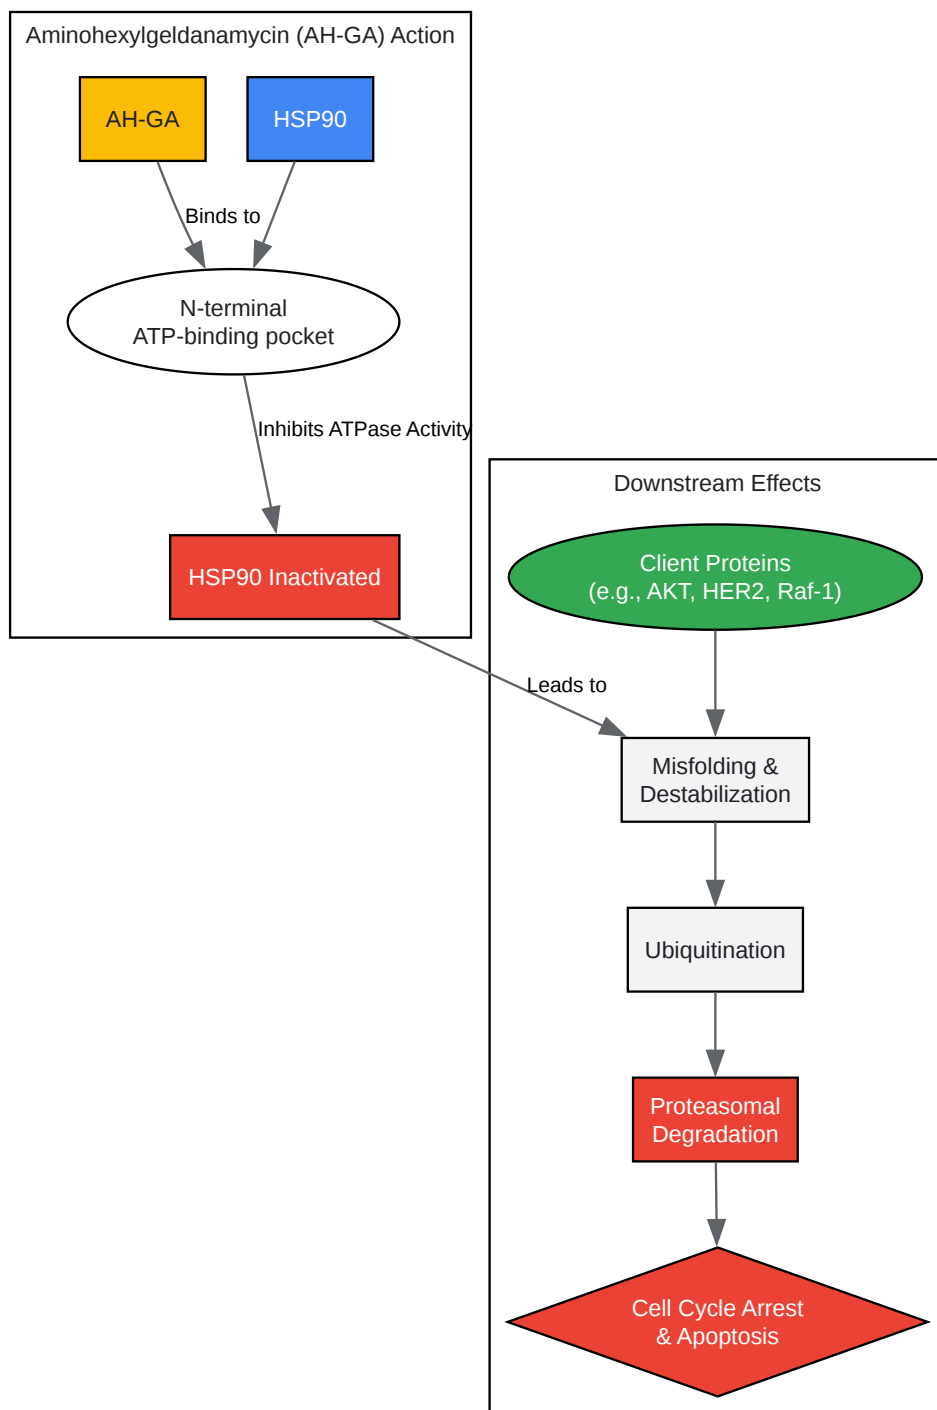 Aminohexylgeldanamycin (AH-GA) Action
AH-GA
HSP90
Binds to
N-terminal
ATP-binding pocket
Inhibits ATPase Activity
HSP90 Inactivated
Downstream Effects
Client Proteins
(e.g., AKT, HER2, Raf-1)
Leads to
Misfolding &
Destabilization
Ubiquitination
Proteasomal
Degradation
Cell Cycle Arrest
& Apoptosis